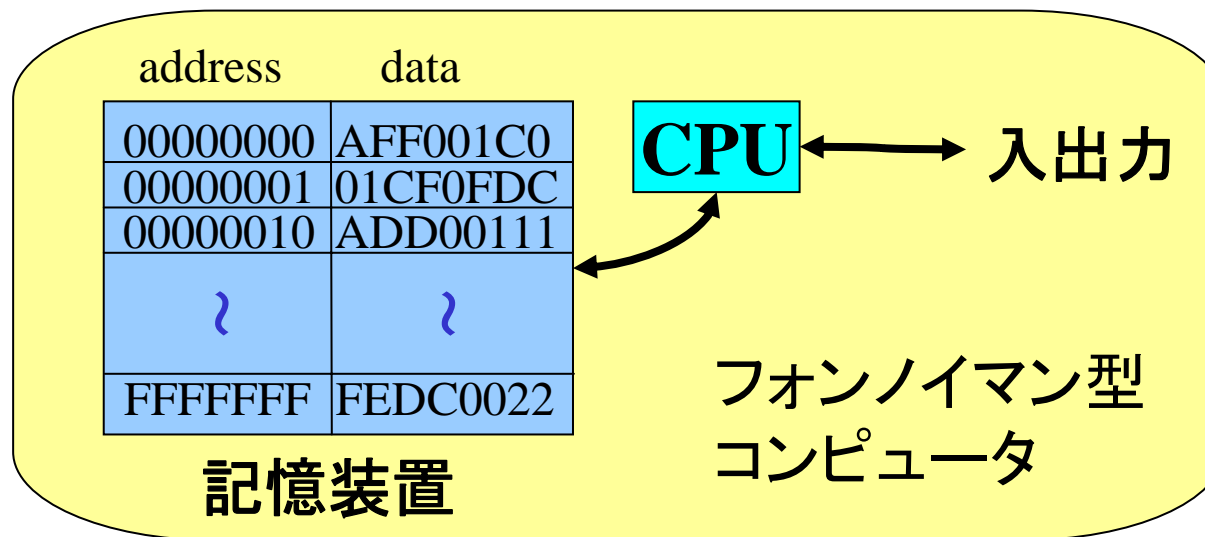 address data
00000000 AFF001C0
00000001 01CF0FDC
00000010 ADD00111
~ ~
FFFFFFF FEDC0022
記憶装置
CPU
入出力
フォンノイマン型
コンピュータ